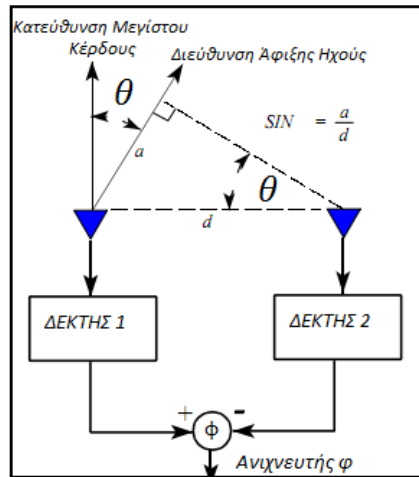 Κατεύθυνση Μεγίστου
Κέρδους
Διεύθυνση Άφιξης Ηχούς
θ
SIN = a/d
a
θ
d
ΔΕΚΤΗΣ 1
ΔΕΚΤΗΣ 2
+
-
Φ
Ανιχνευτής φ